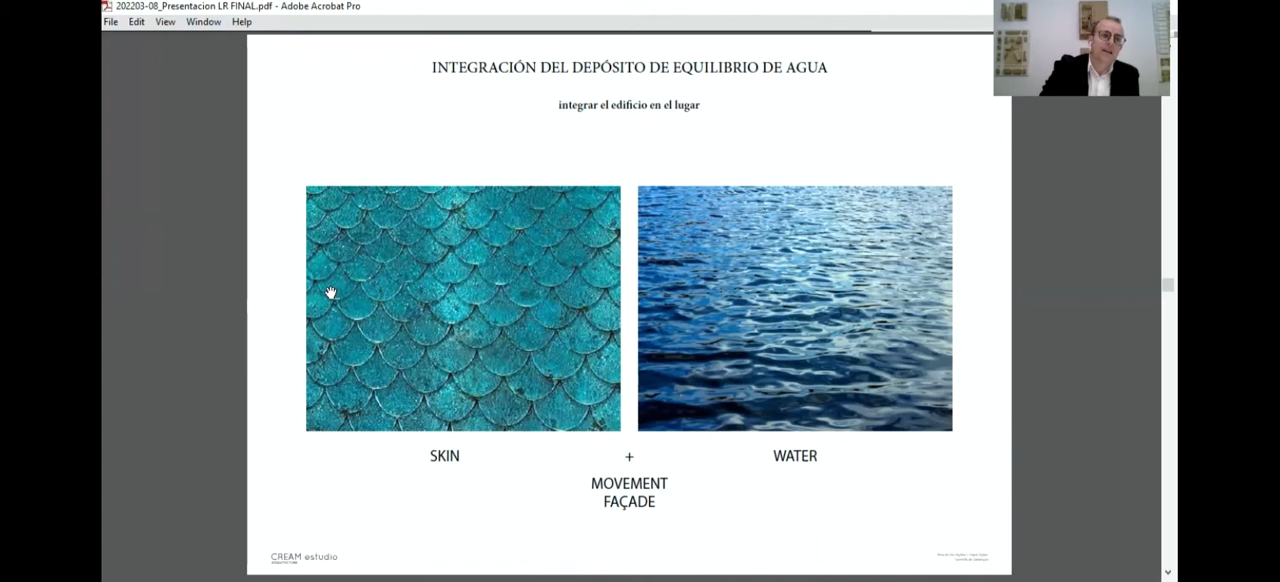 202203-08_Presentacion LR FINAL.pdf - Adobe Acrobat Pro
File Edit View Window Help
INTEGRACIÓN DEL DEPÓSITO DE EQUILIBRIO DE AGUA
integrar el edificio en el lugar
SKIN + WATER
MOVEMENT
FAÇADE
CREAM estudio
ARQUITECTURA